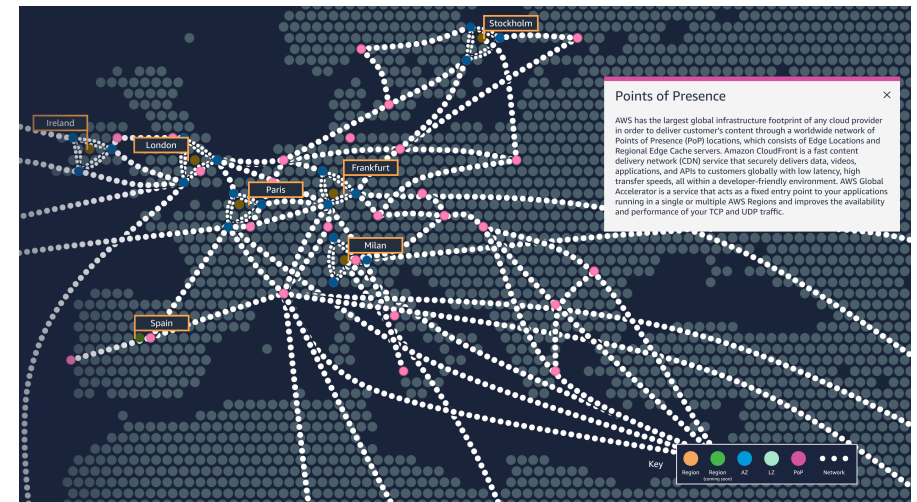 Stockholm
Points of Presence
AWS has the largest global infrastructure footprint of any cloud provider
in order to deliver customer's content through a worldwide network of
Points of Presence (PoP) locations, which consists of Edge Locations and
Regional Edge Cache servers. Amazon CloudFront is a fast content
delivery network (CDN) service that securely delivers data, videos,
applications, and APIs to customers globally with low latency, high
transfer speeds, all within a developer-friendly environment. AWS Global
Accelerator is a service that acts as a fixed entry point to your applications
running in a single or multiple AWS Regions and improves the availability
and performance of your TCP and UDP traffic.
Ireland
London
Frankfurt
Paris
Milan
Spain
Key
Region
Region
(coming soon)
AZ
LZ
PoP
Network